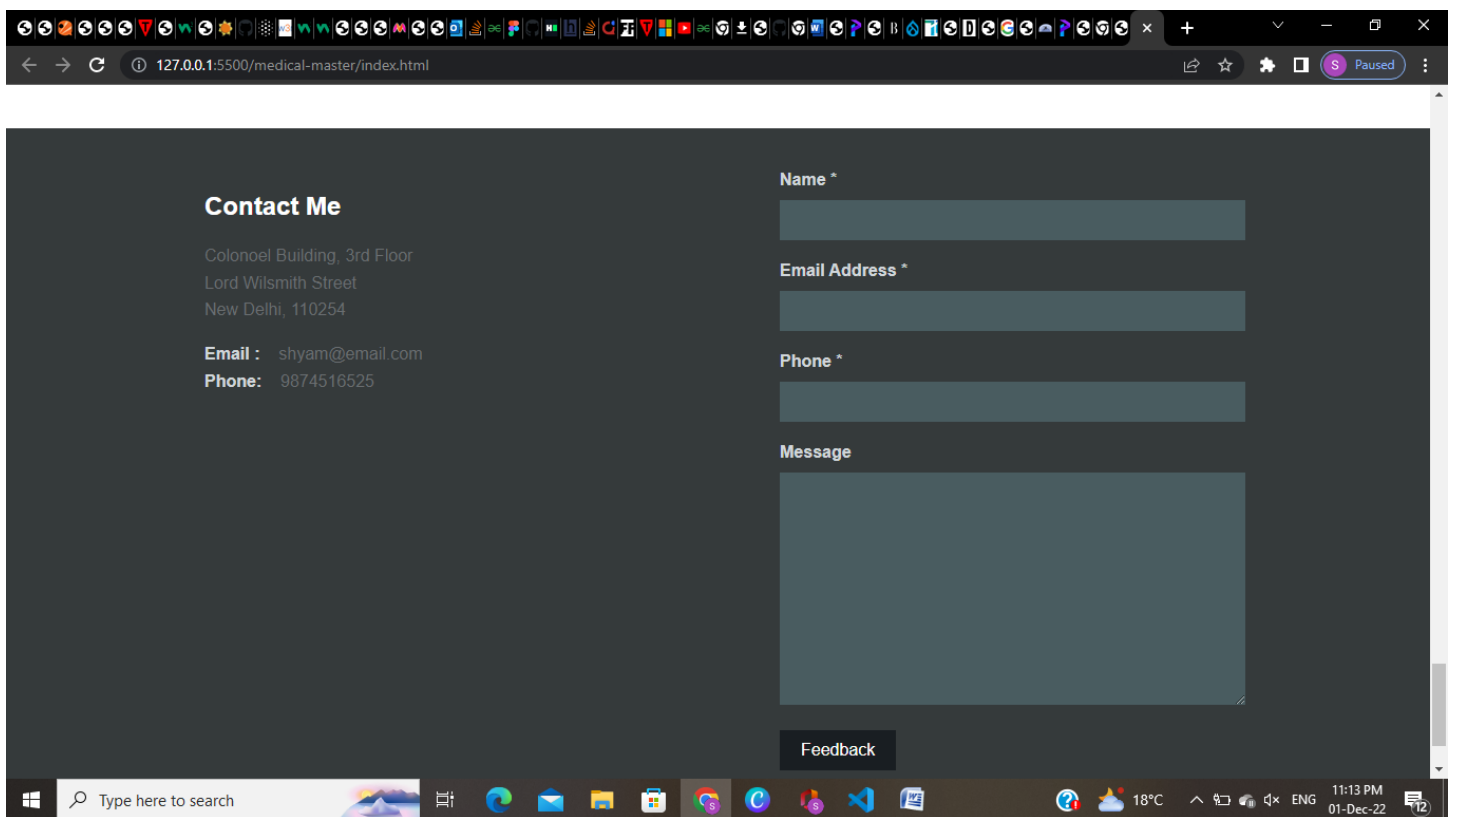 127.0.0.1:5500/medical-master/index.html
S Paused
Contact Me
Colonoel Building, 3rd Floor
Lord Wilsmith Street
New Delhi, 110254
Email : shyam@email.com
Phone: 9874516525
Name *
Email Address *
Phone *
Message
Feedback
Type here to search
18°C
ENG
11:13 PM
01-Dec-22
12